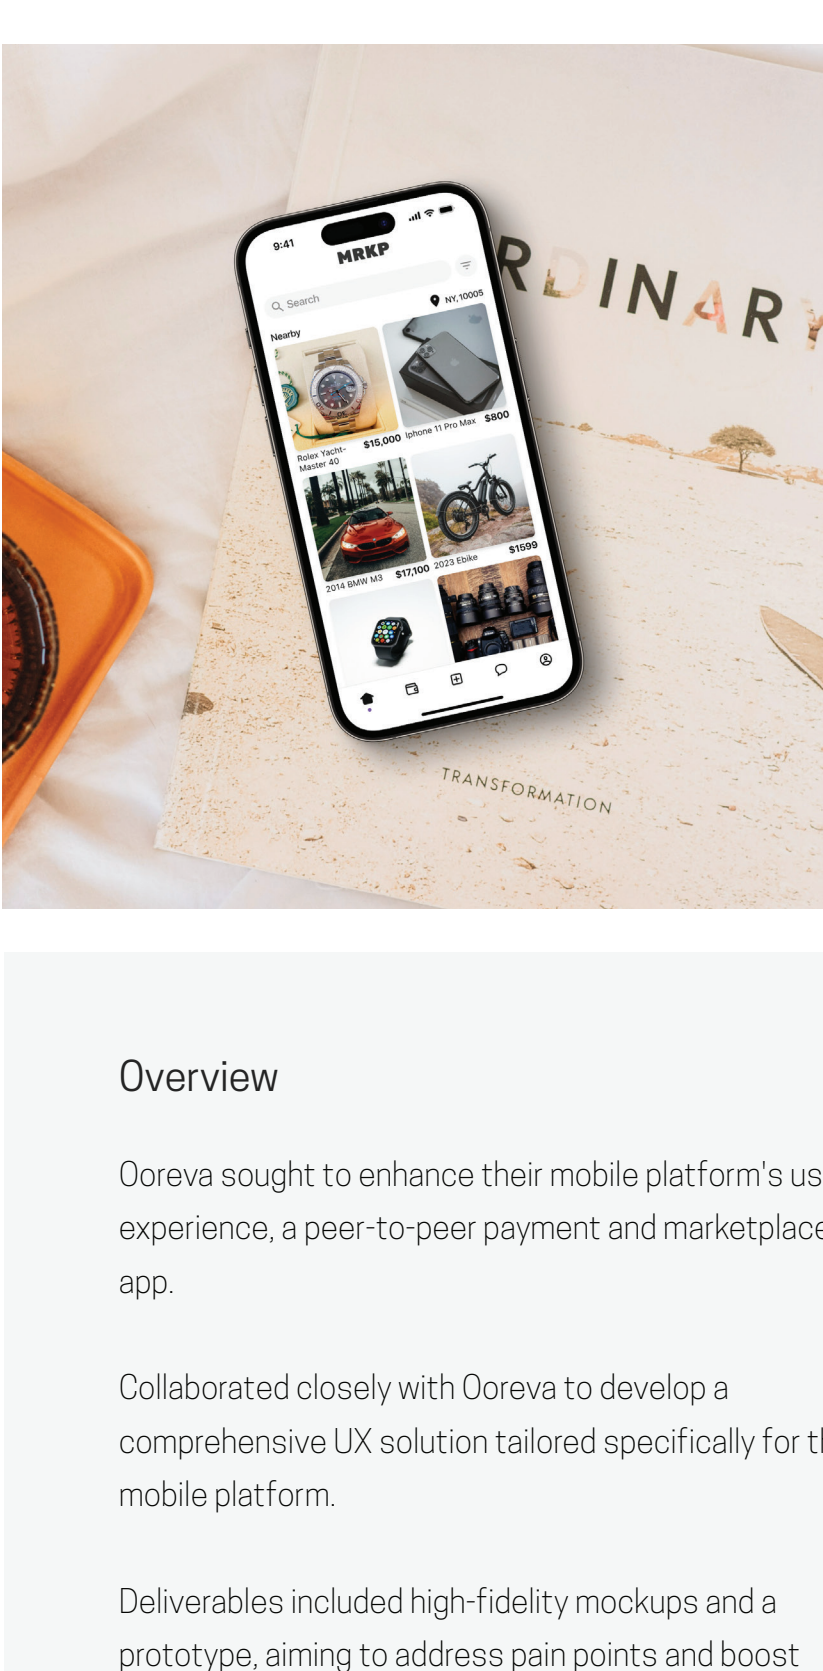 9:41
MRKP
Search
NY, 10005
Nearby
Rolex Yacht-
Master 40
$15,000
Iphone 11 Pro Max
$800
2014 BMW M3
$17,100
2023 Ebike
$1599
RDINARY
TRANSFORMATION
Overview
Ooreva sought to enhance their mobile platform's us
experience, a peer-to-peer payment and marketplace
app.
Collaborated closely with Ooreva to develop a
comprehensive UX solution tailored specifically for th
mobile platform.
Deliverables included high-fidelity mockups and a
prototype, aiming to address pain points and boost